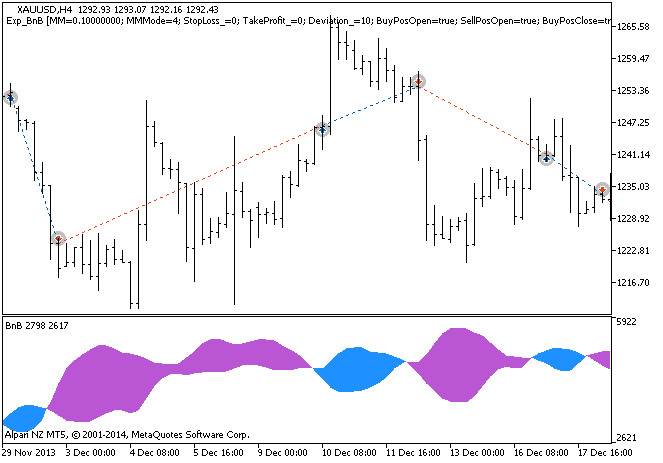 XAUUSD,H4 1292.93 1293.07 1292.16 1292.43
Exp_BnB [MM=0.10000000; MMMode=4; StopLoss_=0; TakeProfit_=0; Deviation_=10; BuyPosOpen=true; SellPosOpen=true; BuyPosClose=tr
1265.58
1259.47
1253.36
1247.25
1241.14
1235.03
1228.92
1222.81
1216.70
BnB 2798 2617
5922
2621
Alpari NZ MT5, © 2001-2014, MetaQuotes Software Corp.
29 Nov 2013 3 Dec 00:00 4 Dec 08:00 5 Dec 16:00 9 Dec 00:00 10 Dec 08:00 11 Dec 16:00 13 Dec 00:00 16 Dec 08:00 17 Dec 16:00